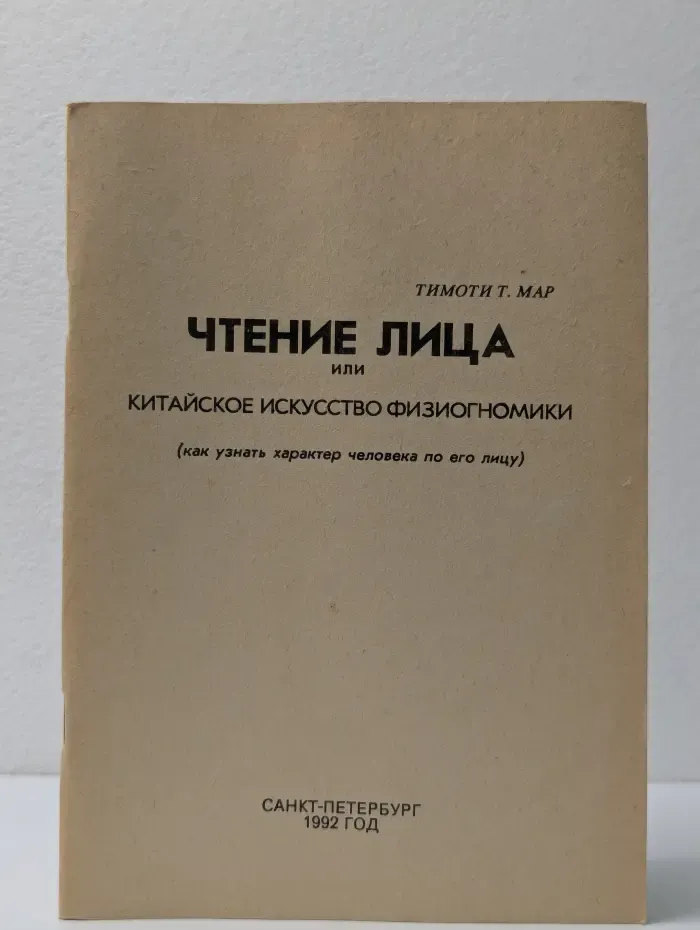 ТИМОТИ Т. МАР
ЧТЕНИЕ ЛИЦА
ИЛИ
КИТАЙСКОЕ ИСКУССТВО ФИЗИОГНОМИКИ
(как узнать характер человека по его лицу)
САНКТ-ПЕТЕРБУРГ
1992 ГОД